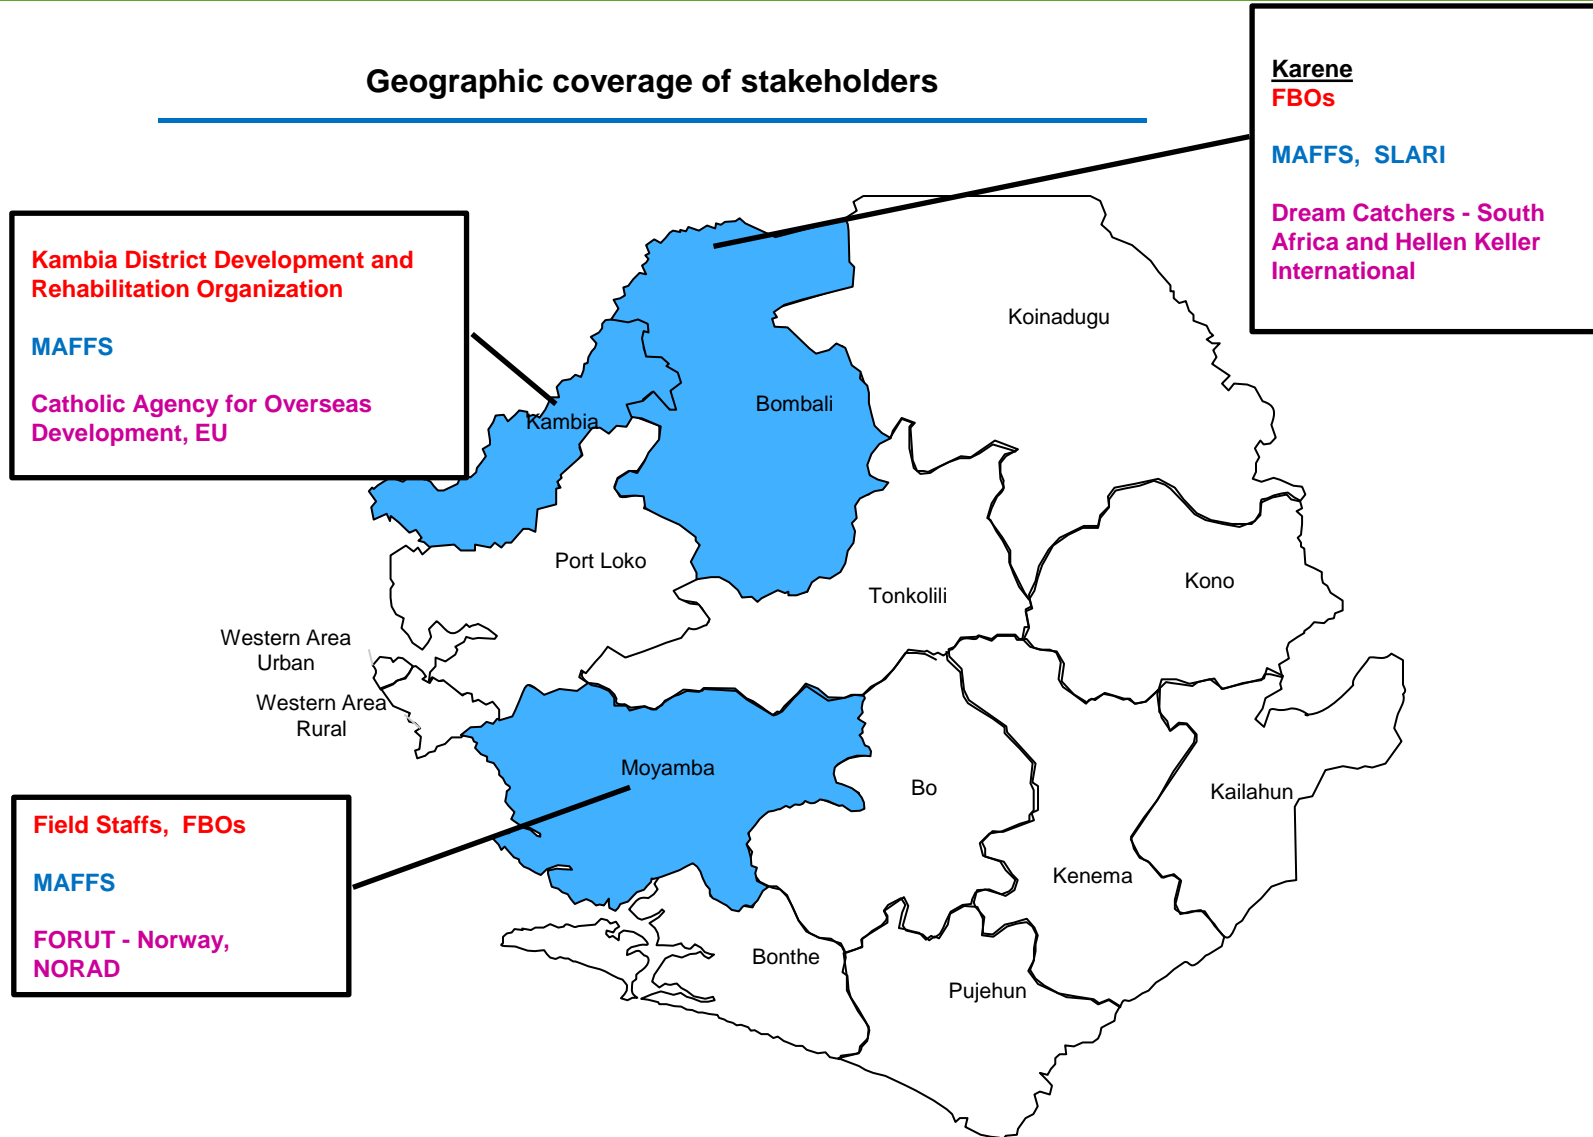 Geographic coverage of stakeholders
Karene
FBOs
MAFFS, SLARI
Dream Catchers - South
Africa and Hellen Keller
International
Kambia District Development and
Rehabilitation Organization
MAFFS
Catholic Agency for Overseas
Development, EU
Koinadugu
Bombali
Kambia
Port Loko
Tonkolili
Kono
Western Area
Urban
Western Area
Rural
Moyamba
Bo
Kailahun
Kenema
Field Staffs, FBOs
MAFFS
FORUT - Norway,
NORAD
Bonthe
Pujehun